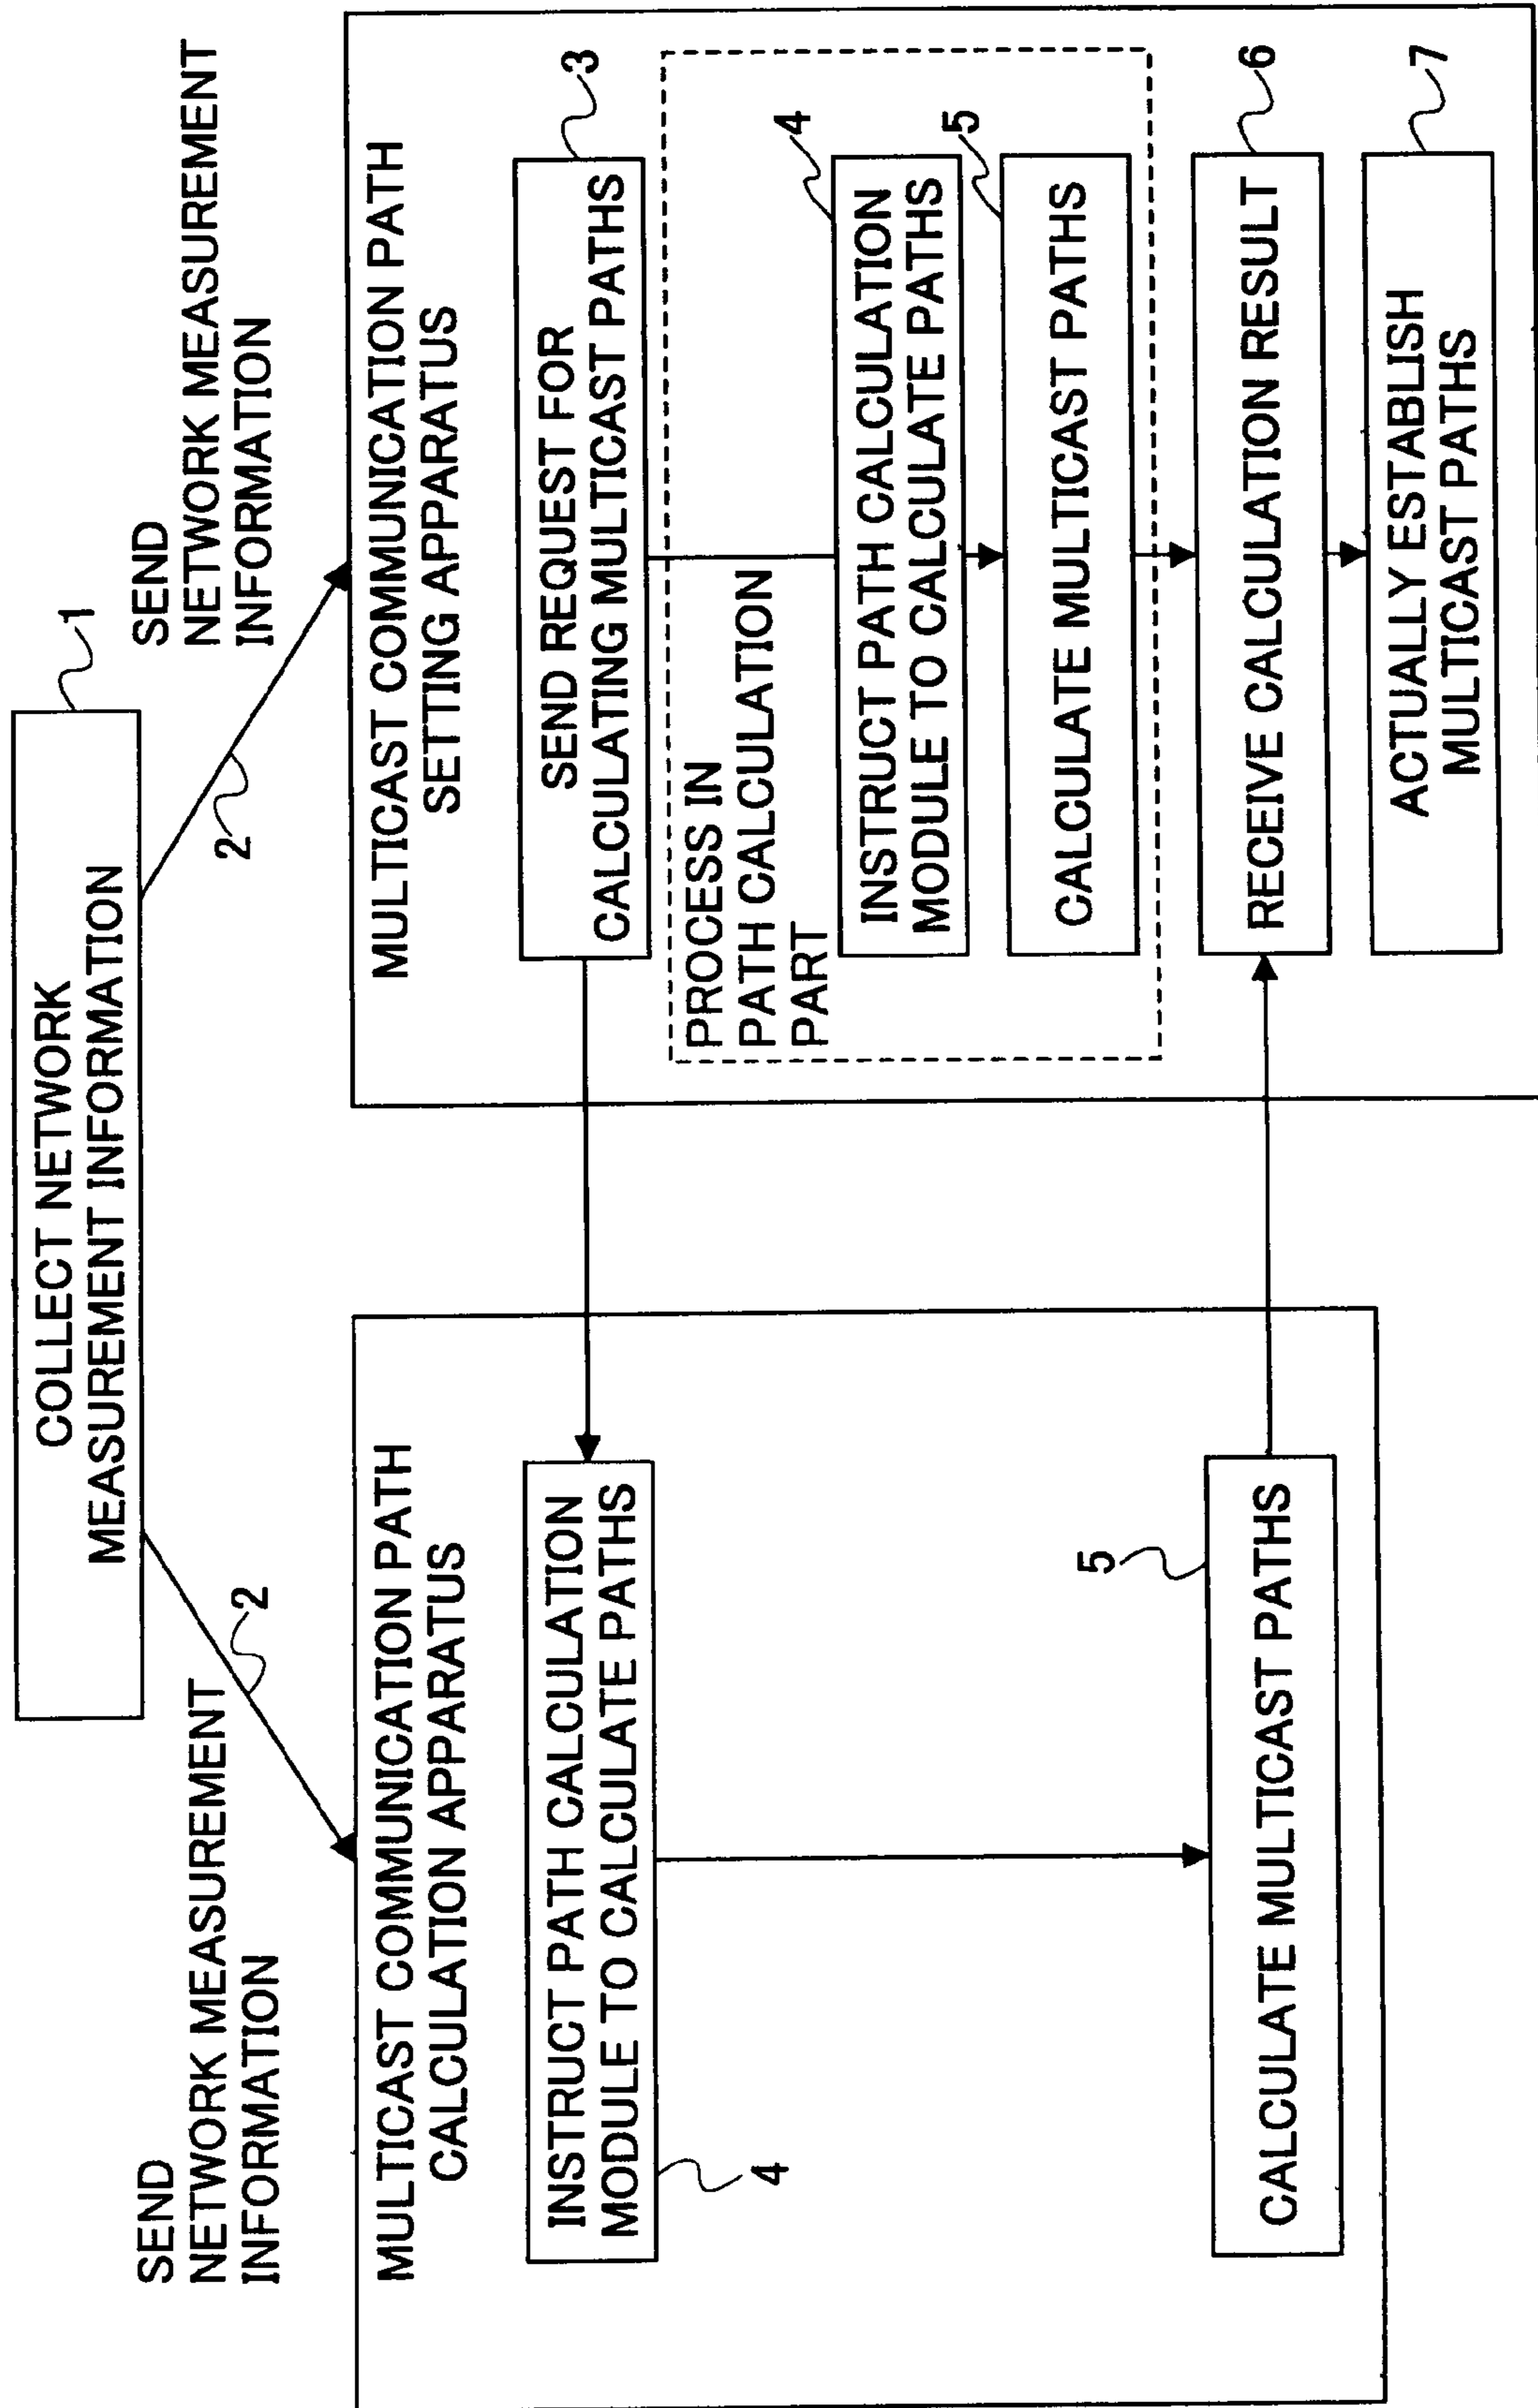 COLLECT NETWORK
MEASUREMENT INFORMATION
1
SEND
NETWORK MEASUREMENT
INFORMATION
2
SEND
NETWORK MEASUREMENT
INFORMATION
2
MULTICAST COMMUNICATION PATH
CALCULATION APPARATUS
INSTRUCT PATH CALCULATION
MODULE TO CALCULATE PATHS
4
CALCULATE MULTICAST PATHS
5
MULTICAST COMMUNICATION PATH
SETTING APPARATUS
SEND REQUEST FOR
CALCULATING MULTICAST PATHS
3
PROCESS IN
PATH CALCULATION
PART
INSTRUCT PATH CALCULATION
MODULE TO CALCULATE PATHS
4
CALCULATE MULTICAST PATHS
5
RECEIVE CALCULATION RESULT
6
ACTUALLY ESTABLISH
MULTICAST PATHS
7